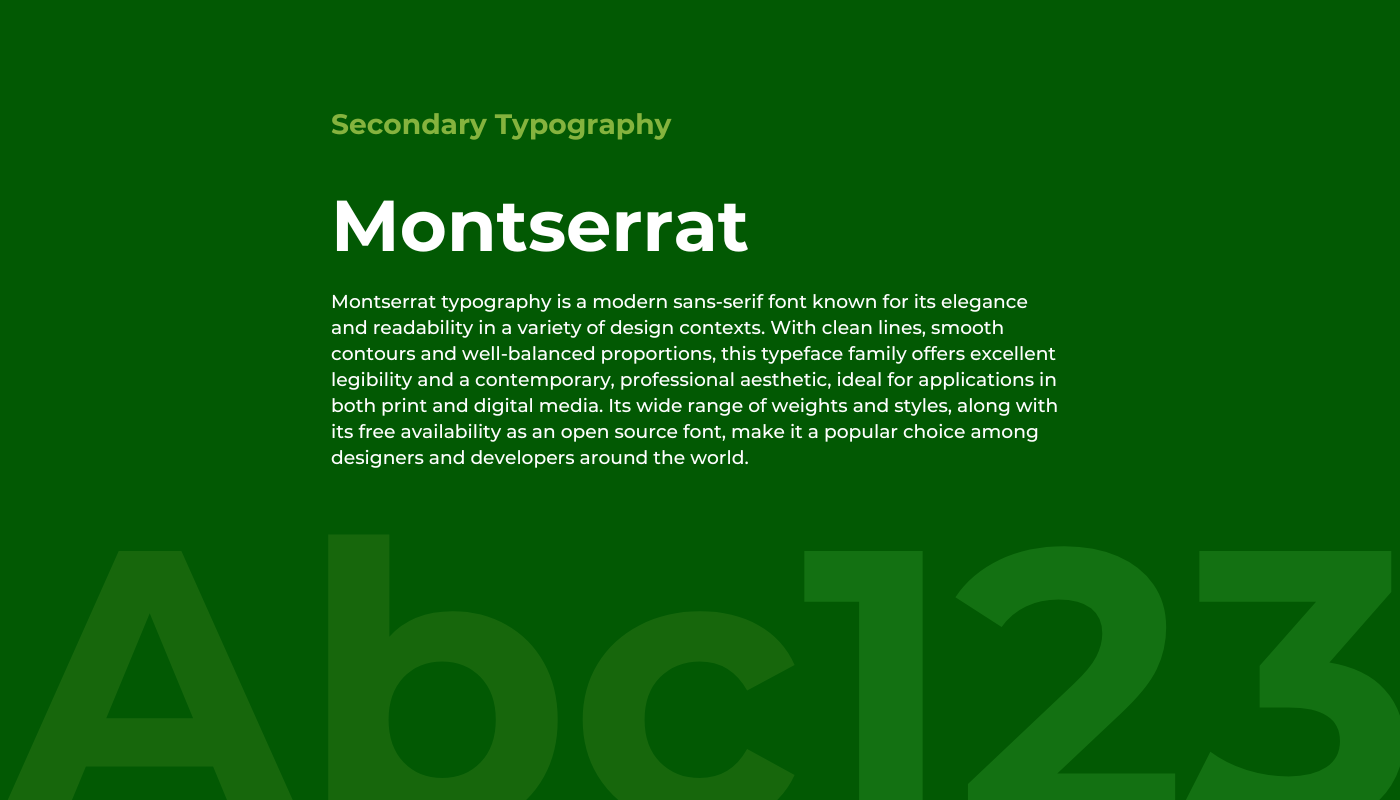 Secondary Typography
Montserrat
Montserrat typography is a modern sans-serif font known for its elegance
and readability in a variety of design contexts. With clean lines, smooth
contours and well-balanced proportions, this typeface family offers excellent
legibility and a contemporary, professional aesthetic, ideal for applications in
both print and digital media. Its wide range of weights and styles, along with
its free availability as an open source font, make it a popular choice among
designers and developers around the world.
Abc123